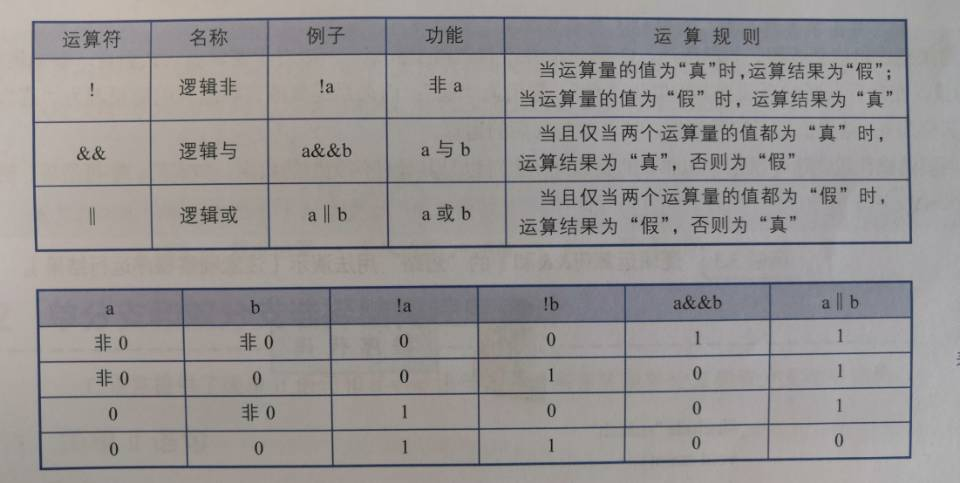 运算符 名称 例子 功能 运 算 规 则
! 逻辑非 !a 非 a 当运算量的值为“真”时,运算结果为“假”;
当运算量的值为“假”时，运算结果为“真”
&& 逻辑与 a&&b a 与 b 当且仅当两个运算量的值都为“真”时，
运算结果为“真”，否则为“假”
‖ 逻辑或 a‖b a 或 b 当且仅当两个运算量的值都为“假”时，
运算结果为“假”，否则为“真”
a b !a !b a&&b a‖b
非 0 非 0 0 0 1 1
非 0 0 0 1 0 1
0 非 0 1 0 0 1
0 0 1 1 0 0